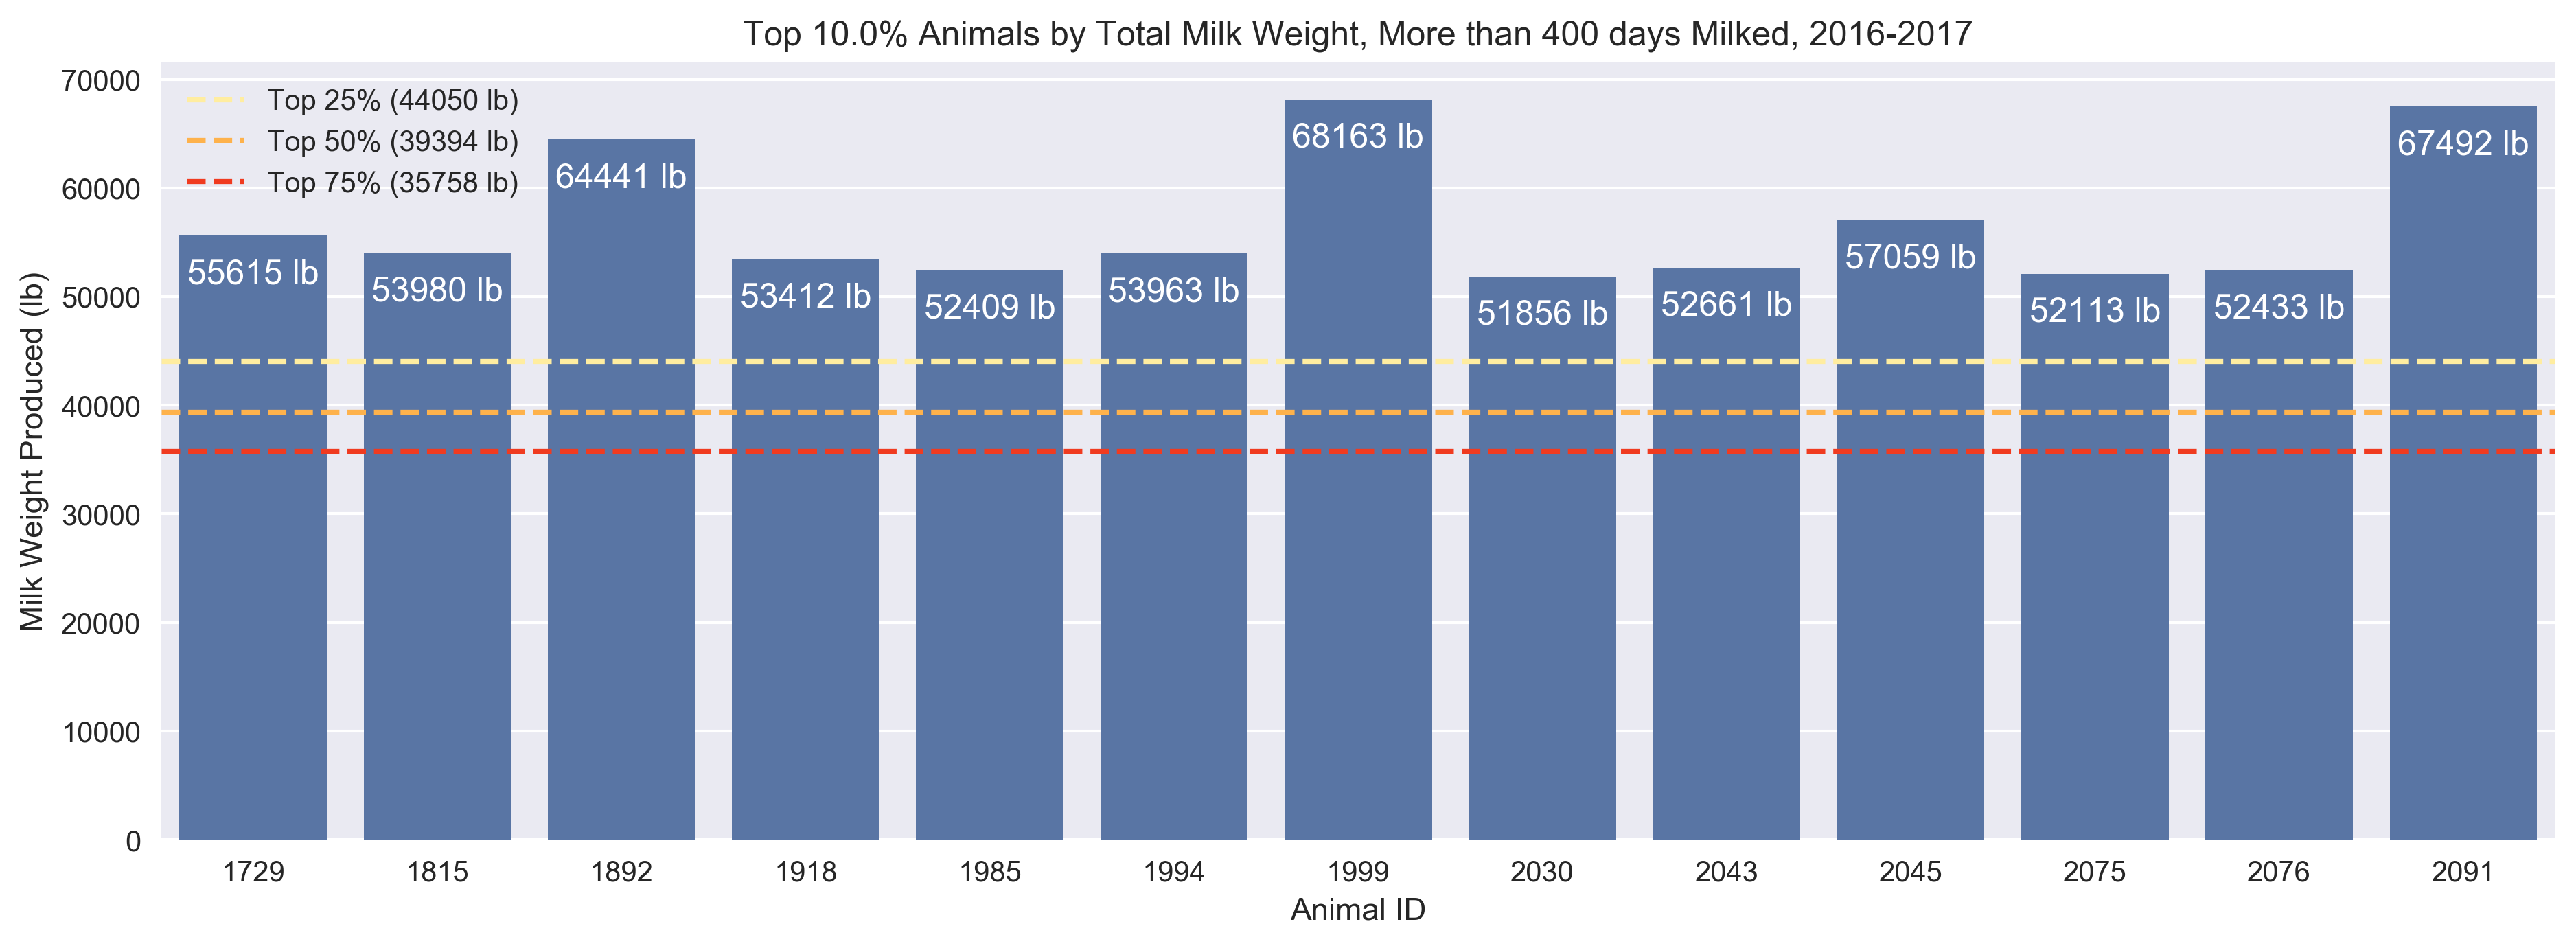 Top 10.0% Animals by Total Milk Weight, More than 400 days Milked, 2016-2017
Milk Weight Produced (lb)
70000
60000
50000
40000
30000
20000
10000
0
Top 25% (44050 lb)
Top 50% (39394 lb)
Top 75% (35758 lb)
55615 lb
53980 lb
64441 lb
53412 lb
52409 lb
53963 lb
68163 lb
51856 lb
52661 lb
57059 lb
52113 lb
52433 lb
67492 lb
1729 1815 1892 1918 1985 1994 1999 2030 2043 2045 2075 2076 2091
Animal ID